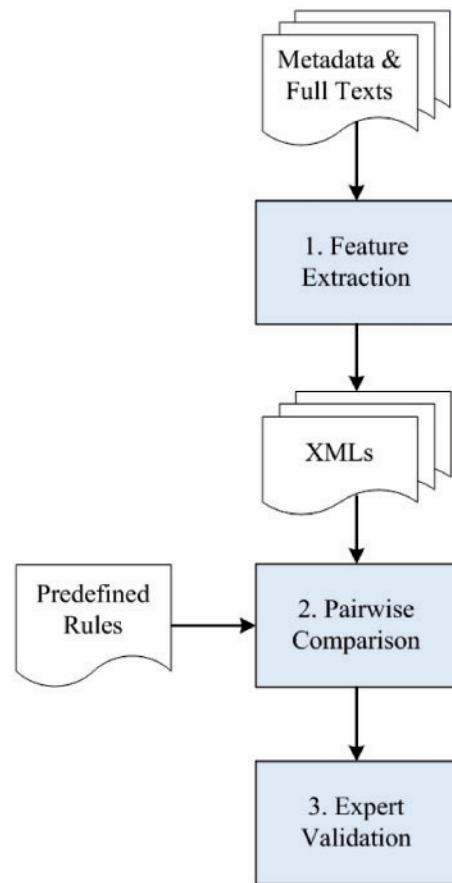 Metadata &
Full Texts
1. Feature
Extraction
XMLs
Predefined
Rules
2. Pairwise
Comparison
3. Expert
Validation